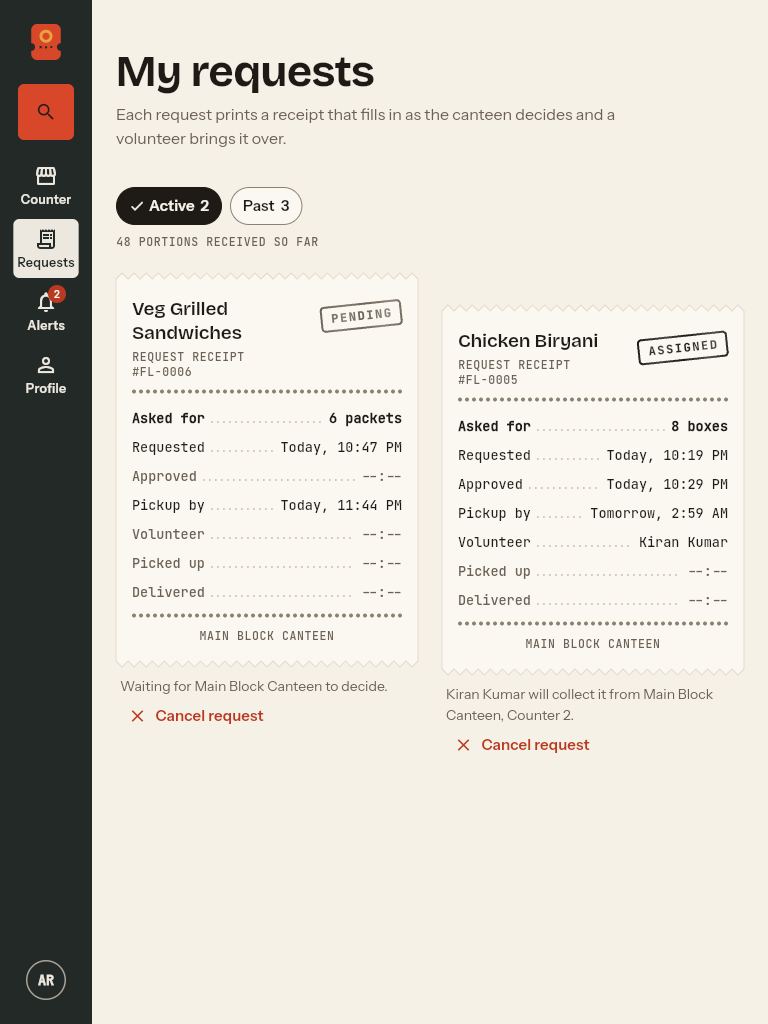 Counter
Requests
2
Alerts
Profile
AR
My requests
Each request prints a receipt that fills in as the canteen decides and a
volunteer brings it over.
Active 2
Past 3
48 PORTIONS RECEIVED SO FAR
Veg Grilled
Sandwiches
PENDING
REQUEST RECEIPT
#FL-0006
Asked for 6 packets
Requested Today, 10:47 PM
Approved --:--
Pickup by Today, 11:44 PM
Volunteer --:--
Picked up --:--
Delivered --:--
MAIN BLOCK CANTEEN
Waiting for Main Block Canteen to decide.
Cancel request
Chicken Biryani
ASSIGNED
REQUEST RECEIPT
#FL-0005
Asked for 8 boxes
Requested Today, 10:19 PM
Approved Today, 10:29 PM
Pickup by Tomorrow, 2:59 AM
Volunteer Kiran Kumar
Picked up --:--
Delivered --:--
MAIN BLOCK CANTEEN
Kiran Kumar will collect it from Main Block
Canteen, Counter 2.
Cancel request